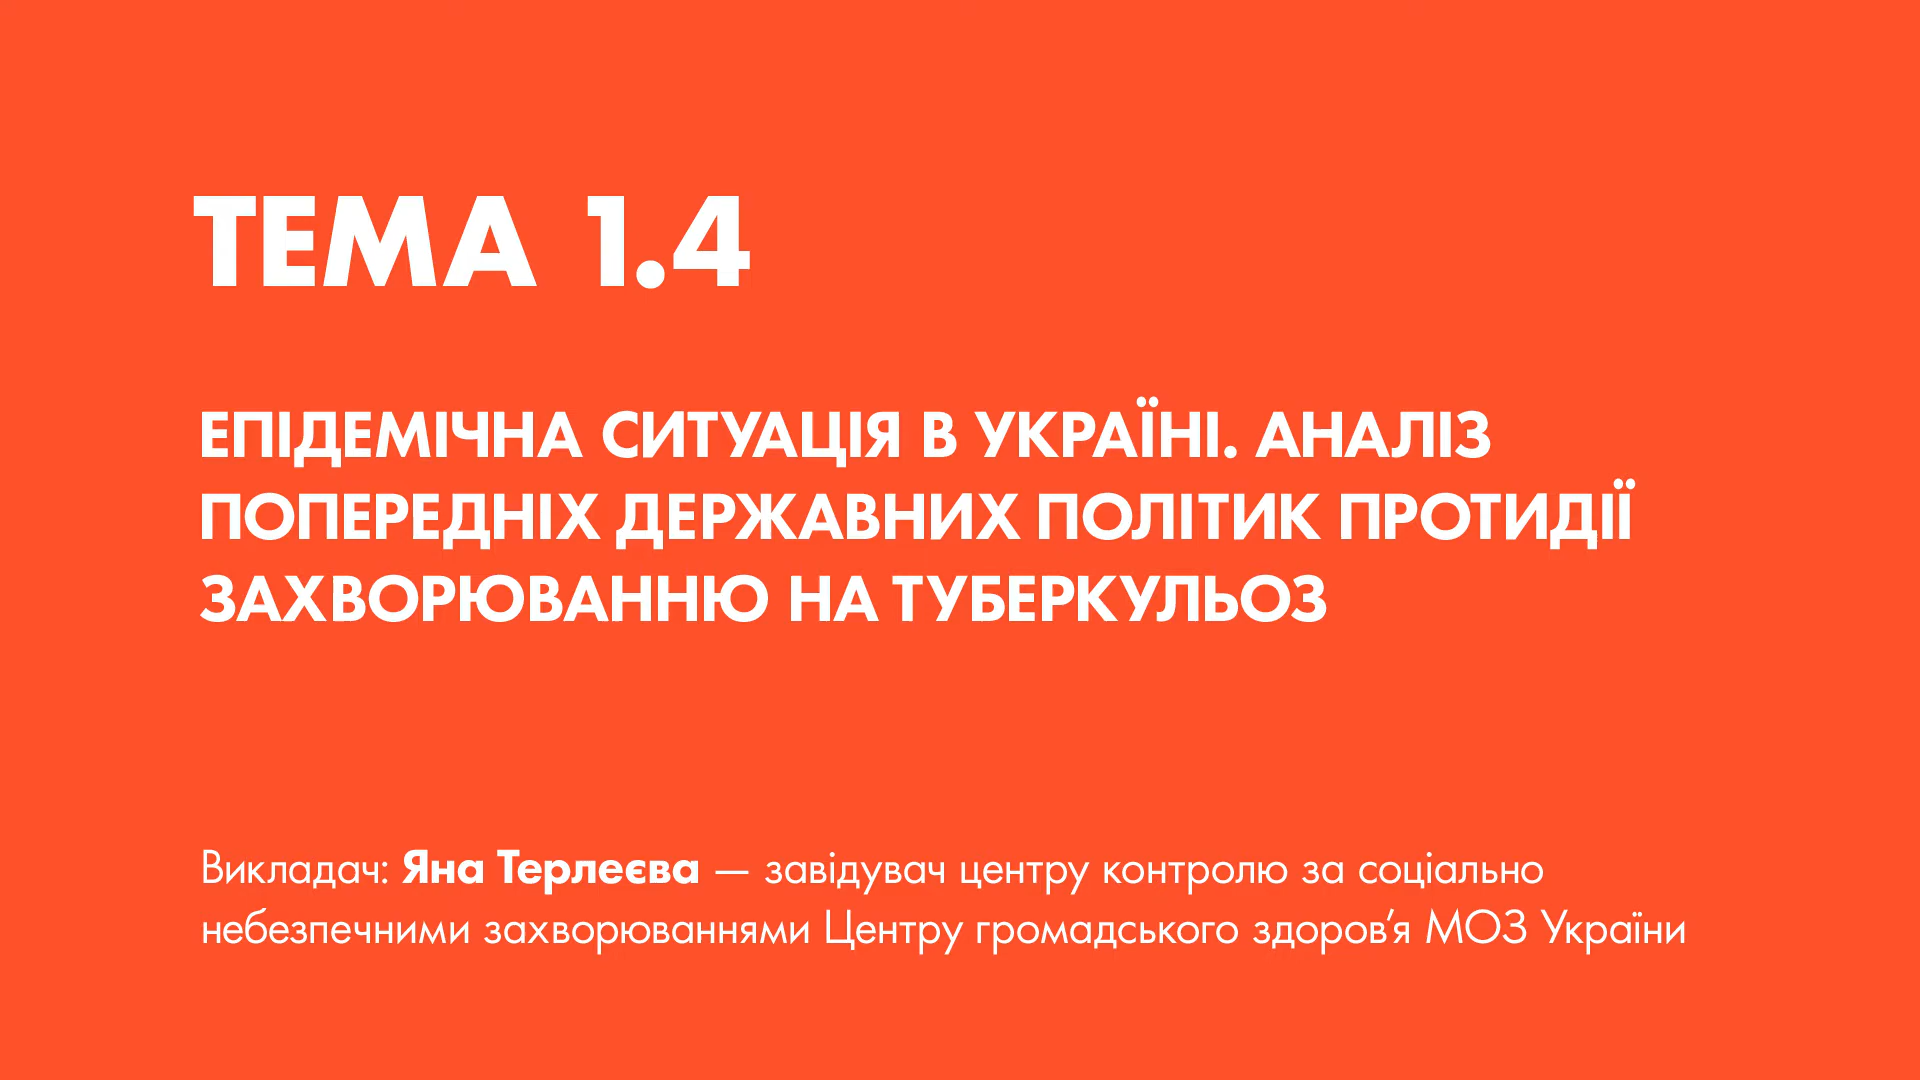 ТЕМА 1.4
ЕПІДЕМІЧНА СИТУАЦІЯ В УКРАЇНІ. АНАЛІЗ
ПОПЕРЕДНІХ ДЕРЖАВНИХ ПОЛІТИК ПРОТИДІЇ
ЗАХВОРЮВАННЮ НА ТУБЕРКУЛЬОЗ
Викладач: Яна Терлеєва — завідувач центру контролю за соціально
небезпечними захворюваннями Центру громадського здоров’я МОЗ України